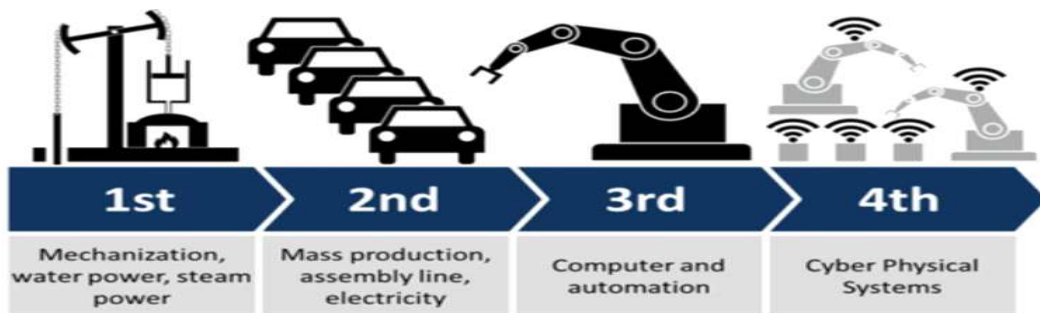 1st
2nd
3rd
4th
Mechanization,
water power, steam
power
Mass production,
assembly line,
electricity
Computer and
automation
Cyber Physical
Systems